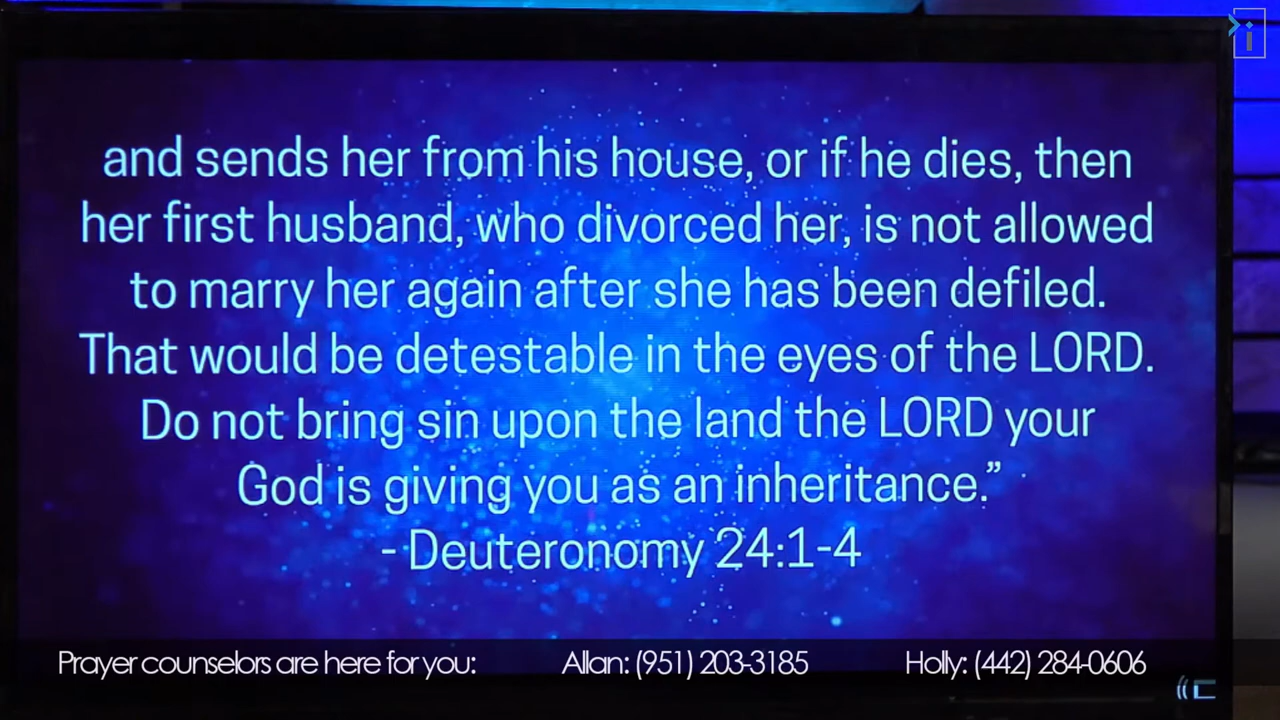 and sends her from his house, or if he dies, then
her first husband, who divorced her, is not allowed
to marry her again after she has been defiled.
That would be detestable in the eyes of the LORD.
Do not bring sin upon the land the LORD your
God is giving you as an inheritance.”
- Deuteronomy 24:1-4
Prayer counselors are here for you: Allan: (951) 203-3185 Holly: (442) 284-0606